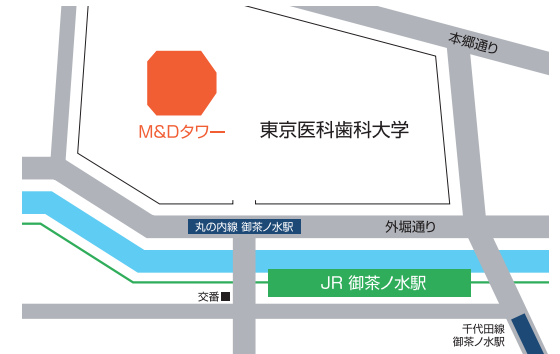 本郷通り
M&Dタワー
東京医科歯科大学
丸の内線 御茶ノ水駅
外堀通り
JR 御茶ノ水駅
交番
千代田線
御茶ノ水駅